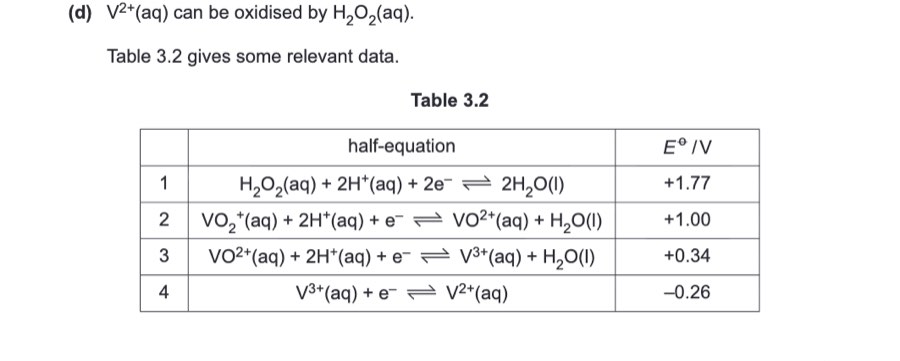 (d) V²⁺(aq) can be oxidised by H₂O₂(aq).
Table 3.2 gives some relevant data.
Table 3.2
half-equation E⦵ /V
1 H₂O₂(aq) + 2H⁺(aq) + 2e⁻ ⇌ 2H₂O(l) +1.77
2 VO₂⁺(aq) + 2H⁺(aq) + e⁻ ⇌ VO²⁺(aq) + H₂O(l) +1.00
3 VO²⁺(aq) + 2H⁺(aq) + e⁻ ⇌ V³⁺(aq) + H₂O(l) +0.34
4 V³⁺(aq) + e⁻ ⇌ V²⁺(aq) –0.26